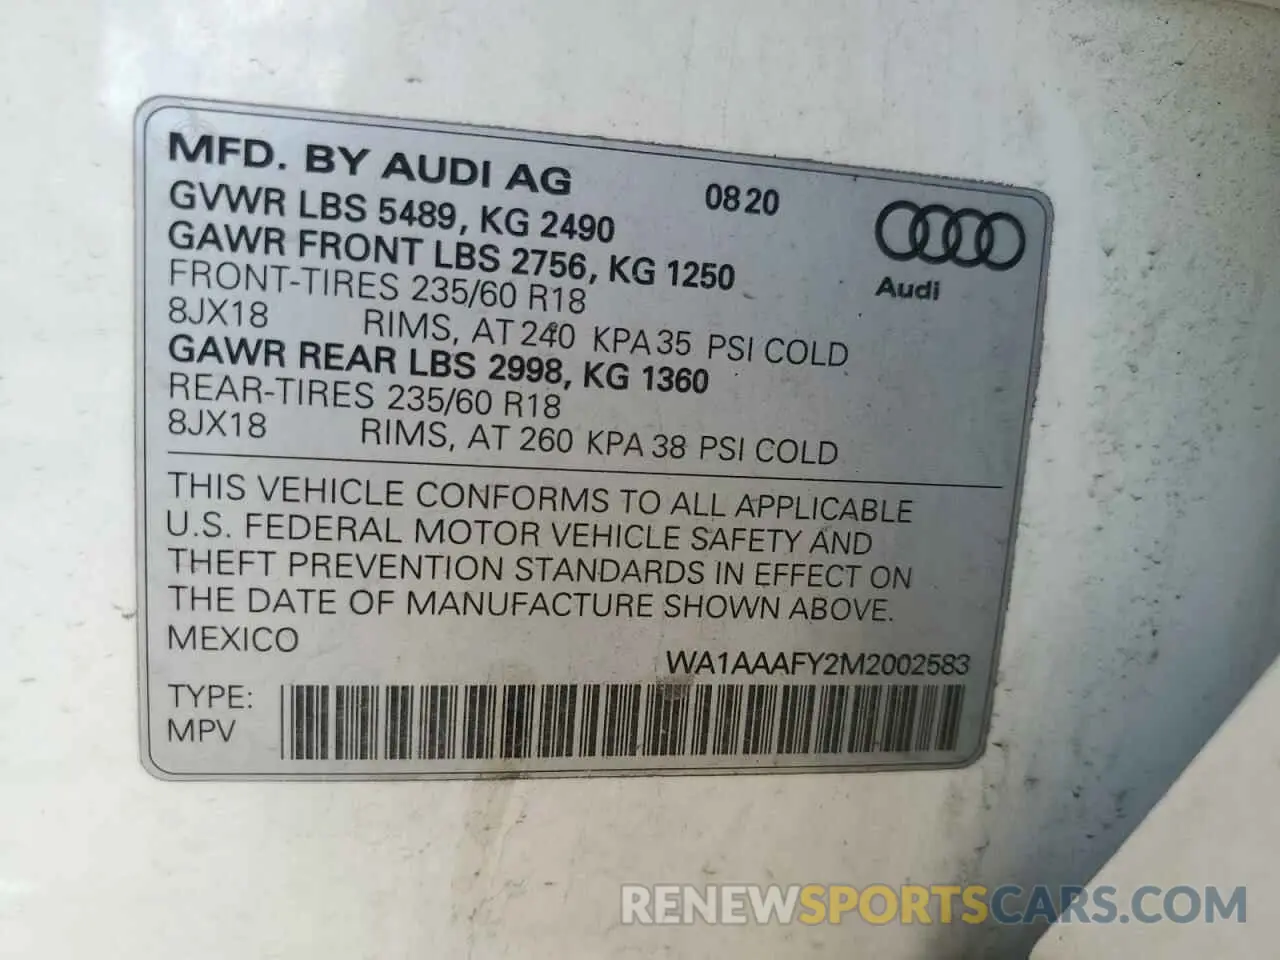 MFD. BY AUDI AG 0820
GVWR LBS 5489, KG 2490
GAWR FRONT LBS 2756, KG 1250
FRONT-TIRES 235/60 R18
8JX18 RIMS, AT 240 KPA 35 PSI COLD
GAWR REAR LBS 2998, KG 1360
REAR-TIRES 235/60 R18
8JX18 RIMS, AT 260 KPA 38 PSI COLD
Audi
THIS VEHICLE CONFORMS TO ALL APPLICABLE
U.S. FEDERAL MOTOR VEHICLE SAFETY AND
THEFT PREVENTION STANDARDS IN EFFECT ON
THE DATE OF MANUFACTURE SHOWN ABOVE.
MEXICO
WA1AAAFY2M2002583
TYPE:
MPV
RENEWSPORTSCARS.COM